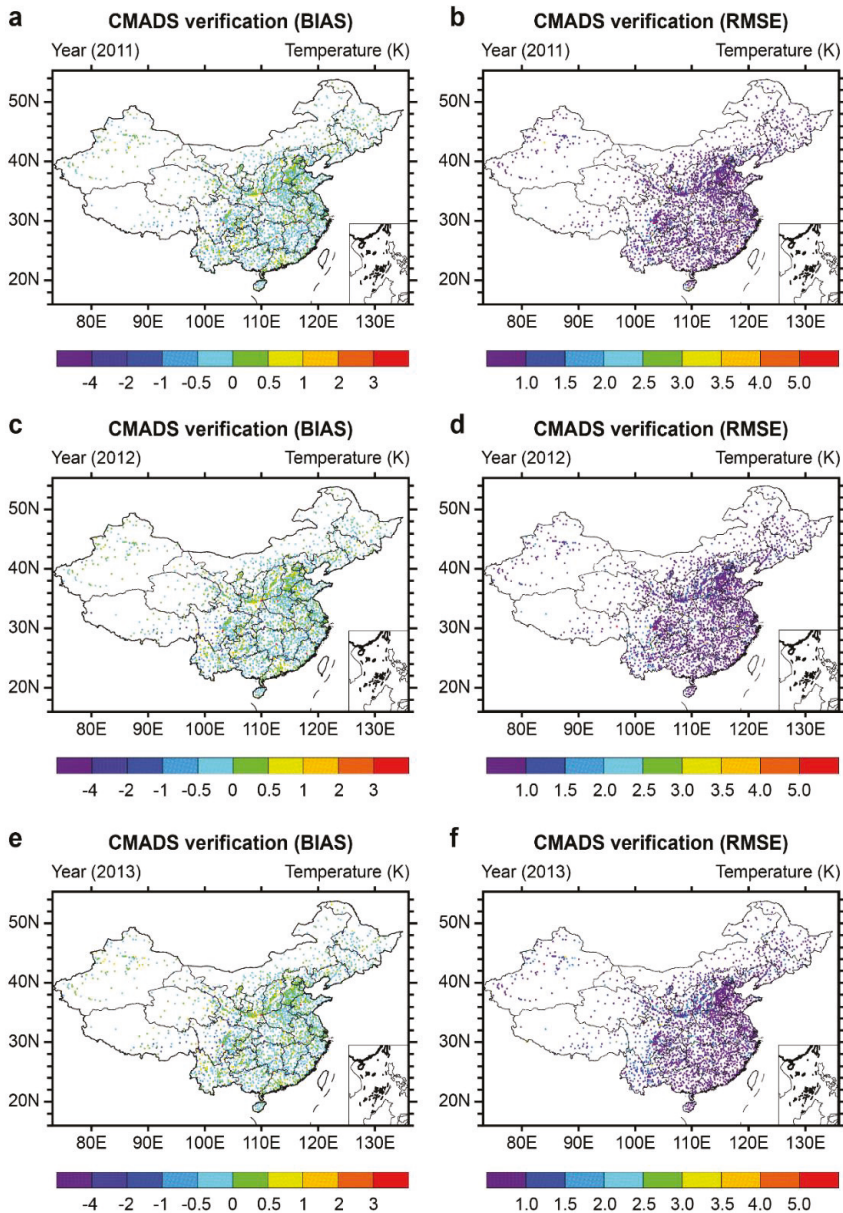 a CMADS verification (BIAS)
Year (2011) Temperature (K)
50N
40N
30N
20N
80E 90E 100E 110E 120E 130E
-4 -2 -1 -0.5 0 0.5 1 2 3
b CMADS verification (RMSE)
Year (2011) Temperature (K)
50N
40N
30N
20N
80E 90E 100E 110E 120E 130E
1.0 1.5 2.0 2.5 3.0 3.5 4.0 5.0
c CMADS verification (BIAS)
Year (2012) Temperature (K)
50N
40N
30N
20N
80E 90E 100E 110E 120E 130E
-4 -2 -1 -0.5 0 0.5 1 2 3
d CMADS verification (RMSE)
Year (2012) Temperature (K)
50N
40N
30N
20N
80E 90E 100E 110E 120E 130E
1.0 1.5 2.0 2.5 3.0 3.5 4.0 5.0
e CMADS verification (BIAS)
Year (2013) Temperature (K)
50N
40N
30N
20N
80E 90E 100E 110E 120E 130E
-4 -2 -1 -0.5 0 0.5 1 2 3
f CMADS verification (RMSE)
Year (2013) Temperature (K)
50N
40N
30N
20N
80E 90E 100E 110E 120E 130E
1.0 1.5 2.0 2.5 3.0 3.5 4.0 5.0